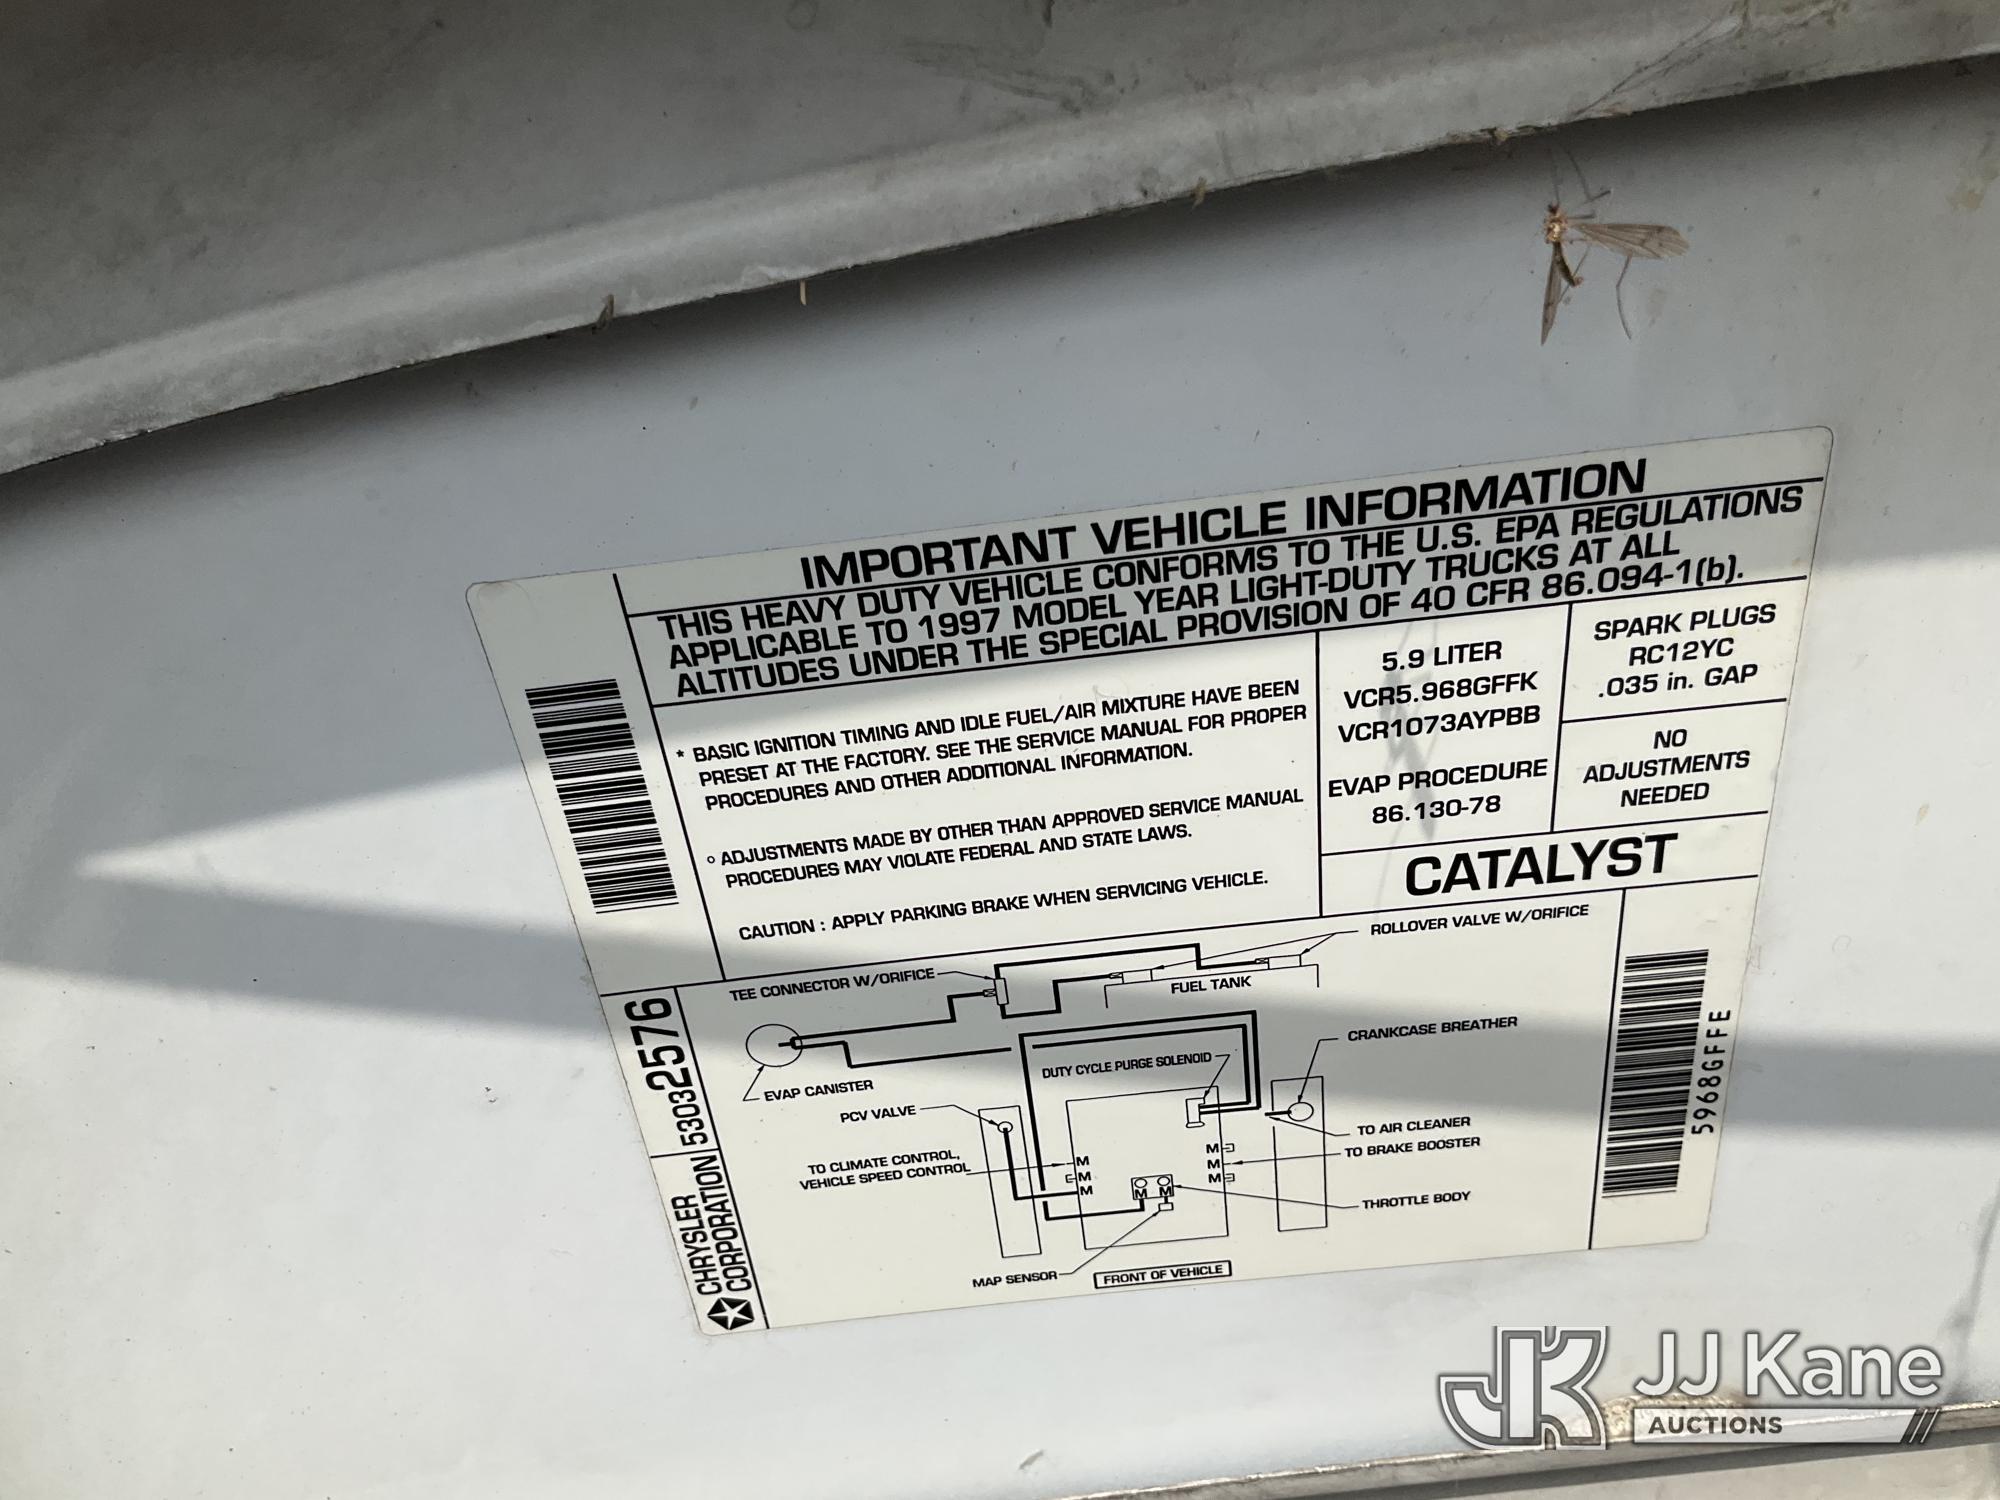 IMPORTANT VEHICLE INFORMATION
THIS HEAVY DUTY VEHICLE CONFORMS TO THE U.S. EPA REGULATIONS
APPLICABLE TO 1997 MODEL YEAR LIGHT-DUTY TRUCKS AT ALL
ALTITUDES UNDER THE SPECIAL PROVISION OF 40 CFR 86.094-1(b).
* BASIC IGNITION TIMING AND IDLE FUEL/AIR MIXTURE HAVE BEEN
PRESET AT THE FACTORY. SEE THE SERVICE MANUAL FOR PROPER
PROCEDURES AND OTHER ADDITIONAL INFORMATION.
° ADJUSTMENTS MADE BY OTHER THAN APPROVED SERVICE MANUAL
PROCEDURES MAY VIOLATE FEDERAL AND STATE LAWS.
CAUTION : APPLY PARKING BRAKE WHEN SERVICING VEHICLE.
5.9 LITER
VCR5.968GFFK
VCR1073AYPBB
EVAP PROCEDURE
86.130-78
SPARK PLUGS
RC12YC
.035 in. GAP
NO
ADJUSTMENTS
NEEDED
CATALYST
ROLLOVER VALVE W/ORIFICE
TEE CONNECTOR W/ORIFICE
FUEL TANK
CRANKCASE BREATHER
DUTY CYCLE PURGE SOLENOID
EVAP CANISTER
PCV VALVE
TO AIR CLEANER
TO BRAKE BOOSTER
TO CLIMATE CONTROL,
VEHICLE SPEED CONTROL
M
M
M
M
M
M
M M
THROTTLE BODY
MAP SENSOR
FRONT OF VEHICLE
CHRYSLER
CORPORATION
53032576
5968GFFE
JK
JJ Kane
AUCTIONS